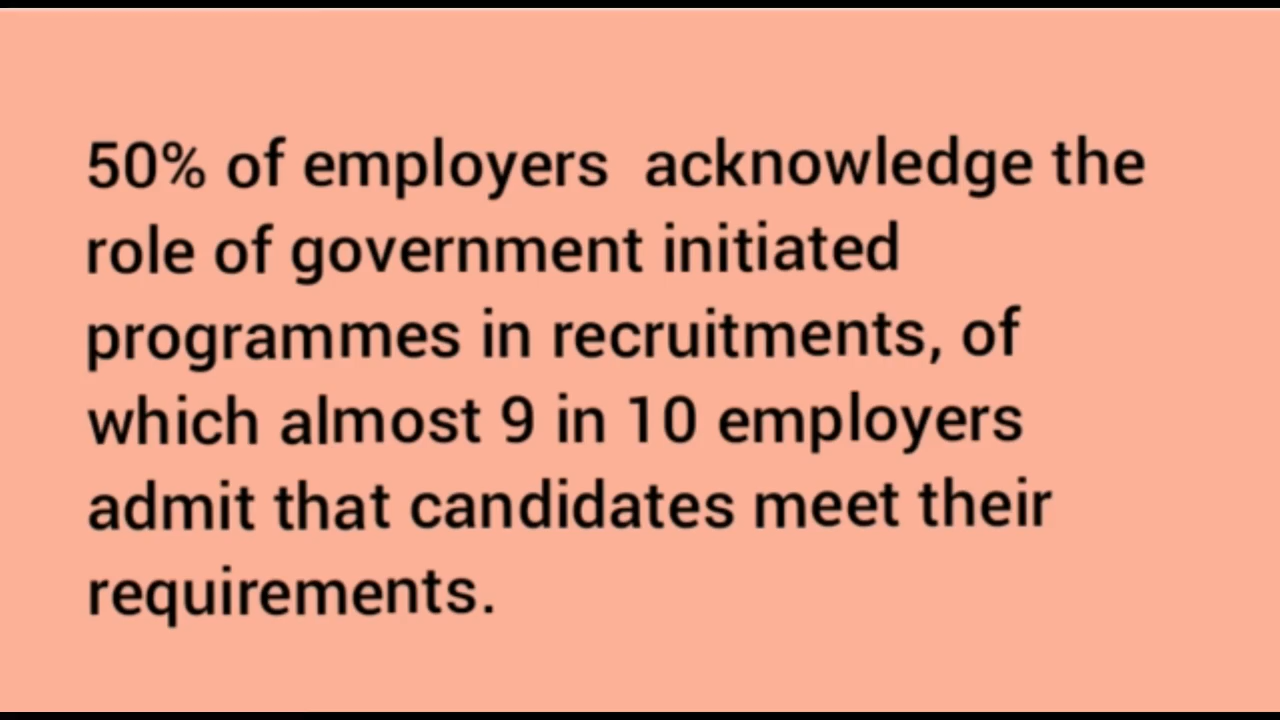 50% of employers  acknowledge the
role of government initiated
programmes in recruitments, of
which almost 9 in 10 employers
admit that candidates meet their
requirements.